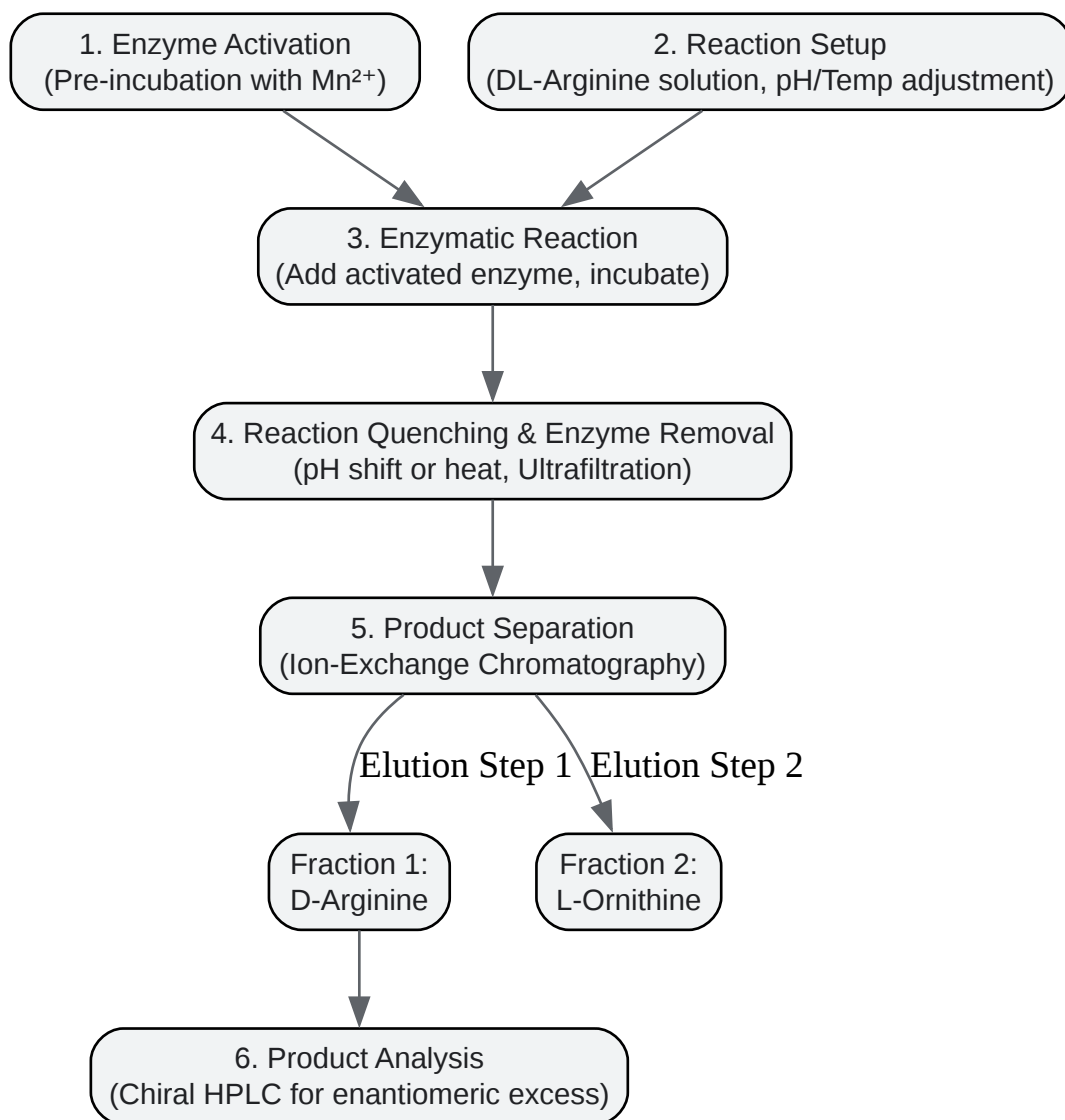 1. Enzyme Activation
(Pre-incubation with Mn²⁺)
2. Reaction Setup
(DL-Arginine solution, pH/Temp adjustment)
3. Enzymatic Reaction
(Add activated enzyme, incubate)
4. Reaction Quenching & Enzyme Removal
(pH shift or heat, Ultrafiltration)
5. Product Separation
(Ion-Exchange Chromatography)
Elution Step 1
Elution Step 2
Fraction 1:
D-Arginine
Fraction 2:
L-Ornithine
6. Product Analysis
(Chiral HPLC for enantiomeric excess)